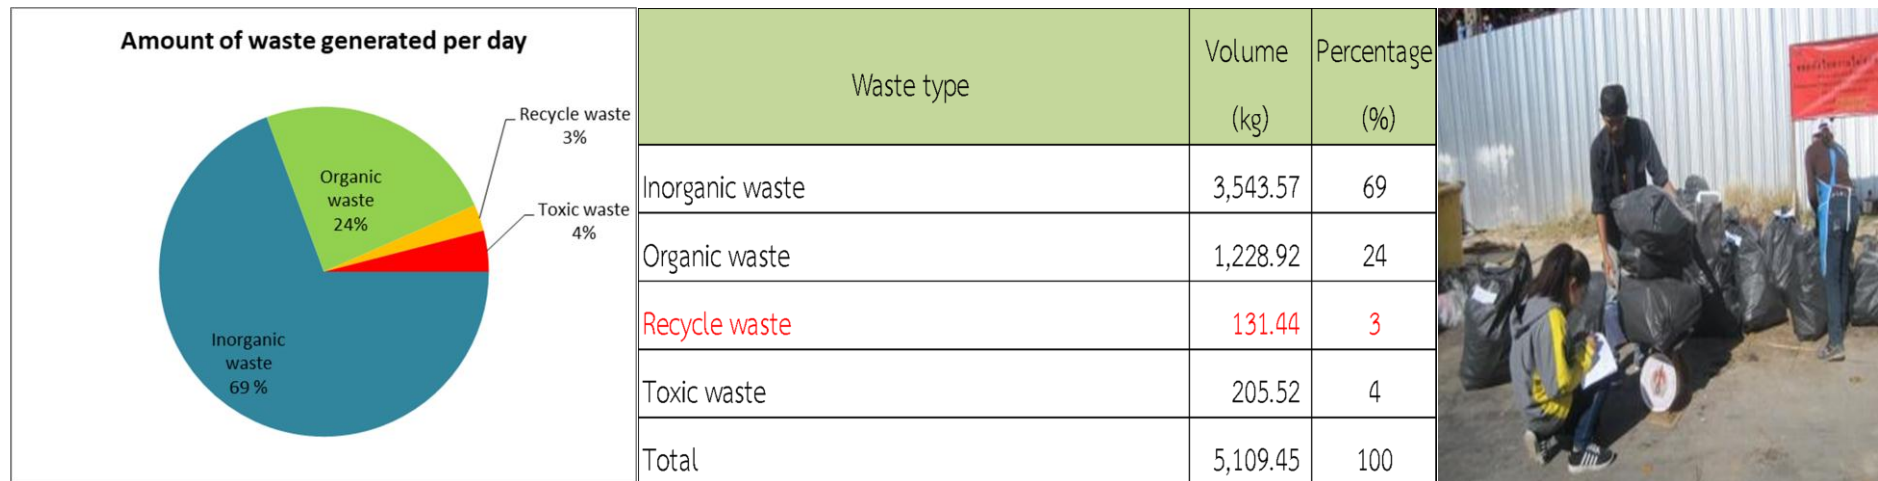 Amount of waste generated per day
Recycle waste
3%
Organic
waste
24%
Toxic waste
4%
Inorganic
waste
69 %
Waste type
Volume
(kg)
Percentage
(%)
Inorganic waste 3,543.57 69
Organic waste 1,228.92 24
Recycle waste 131.44 3
Toxic waste 205.52 4
Total 5,109.45 100